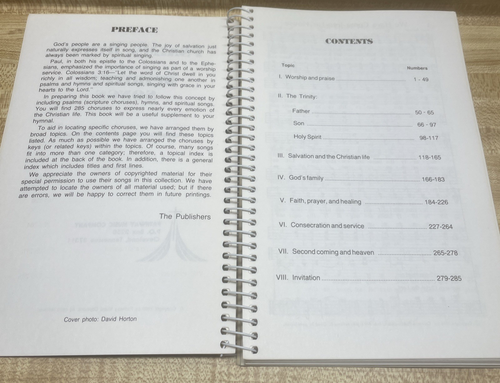 PREFACE
God's people are a singing people. The joy of salvation just
naturally expresses itself in song, and the Christian church has
always been marked by spiritual singing.
Paul, in both his epistle to the Colossians and to the Ephe-
sians, emphasized the importance of singing as part of a worship
service. Colossians 3:16—"Let the word of Christ dwell in you
richly in all wisdom; teaching and admonishing one another in
psalms and hymns and spiritual songs, singing with grace in your
hearts to the Lord."
In preparing this book we have tried to follow this concept by
including psalms (scripture choruses), hymns, and spiritual songs.
You will find 285 choruses to express nearly every emotion of
the Christian life. This book will be a useful supplement to your
hymnal.
To aid in locating specific choruses, we have arranged them by
broad topics. On the contents page you will find these topics
listed. As much as possible we have arranged the choruses by
keys (or related keys) within the topics. Of course, many songs
fit into more than one category; therefore, a topical index is
included at the back of the book. In addition, there is a general
index which includes titles and first lines.
We appreciate the owners of copyrighted material for their
special permission to use their songs in this collection. We have
attempted to locate the owners of all material used; but if there
are errors, we will be happy to correct them in future printings.
The Publishers
Cover photo: David Horton
CONTENTS
Topic Numbers
I. Worship and praise 1 - 49
II. The Trinity:
Father 50 - 65
Son 66 - 97
Holy Spirit 98-117
III. Salvation and the Christian life 118-165
IV. God's family 166-183
V. Faith, prayer, and healing 184-226
VI. Consecration and service 227-264
VII. Second coming and heaven 265-278
VIII. Invitation 279-285